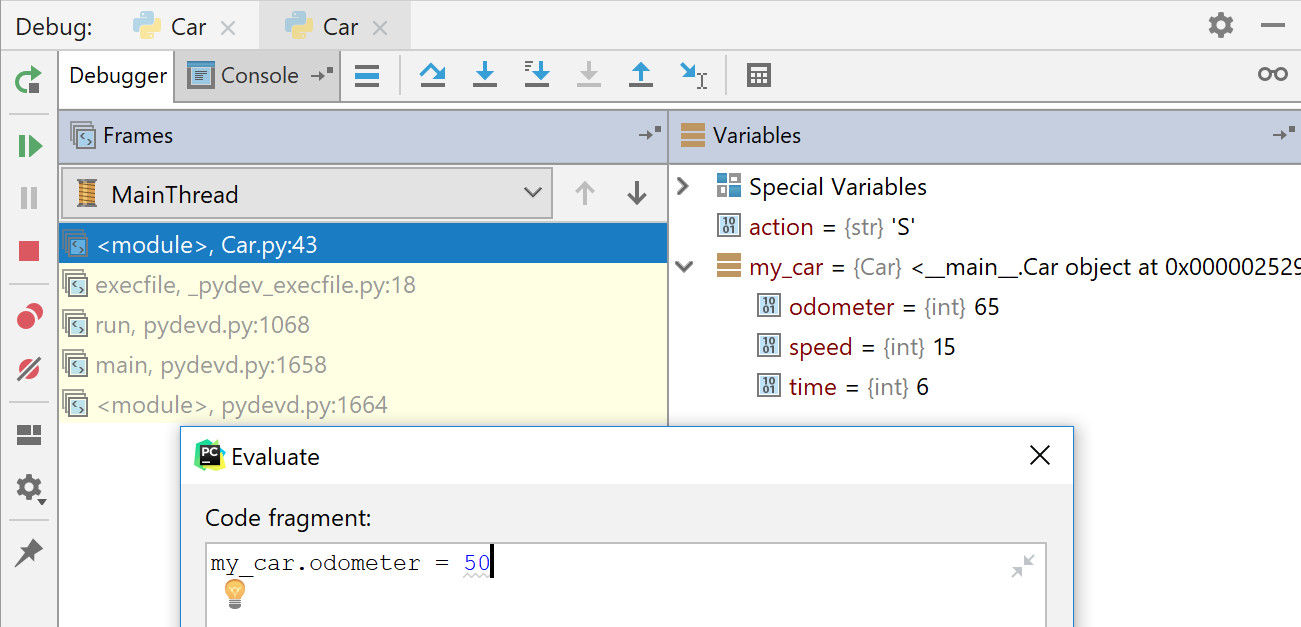 Debug: Car Car
Debugger Console
Frames
Variables
MainThread
<module>, Car.py:43
execfile, _pydev_execfile.py:18
run, pydevd.py:1068
main, pydevd.py:1658
<module>, pydevd.py:1664
Special Variables
action = {str} 'S'
my_car = {Car} <__main__.Car object at 0x000002529
odometer = {int} 65
speed = {int} 15
time = {int} 6
PC Evaluate
Code fragment:
my_car.odometer = 50